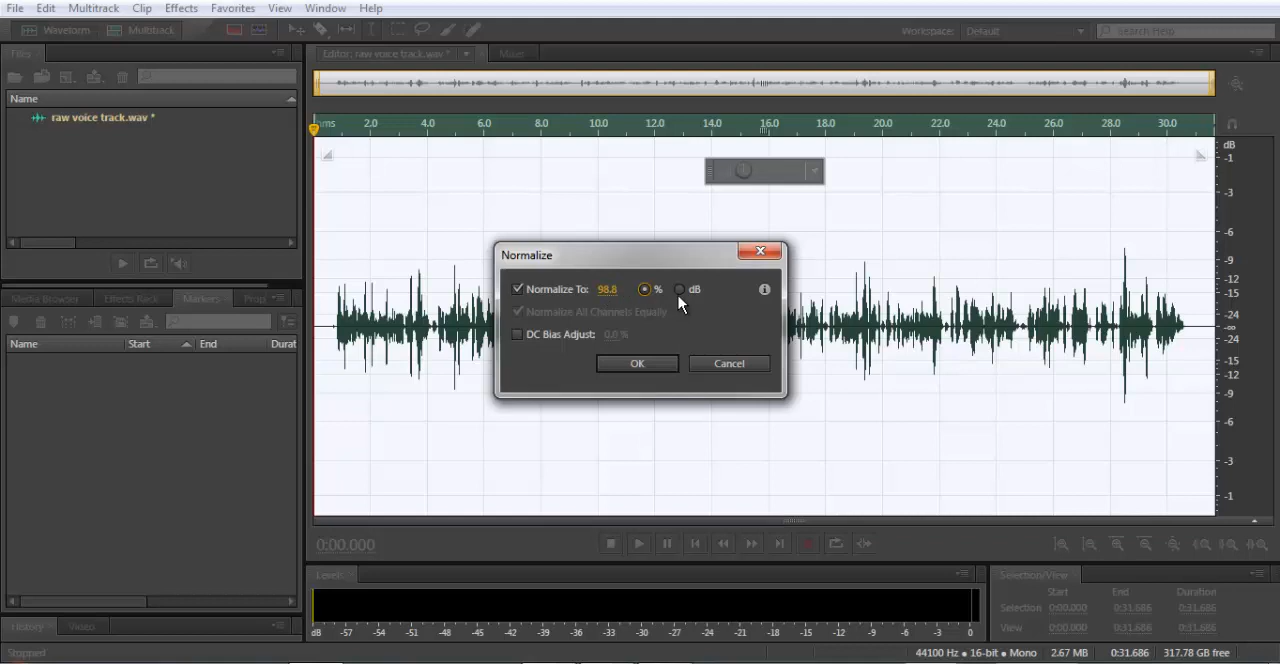 File Edit Multitrack Clip Effects Favorites View Window Help
Waveform Multitrack Workspace: Default Search Help
Files Editor: raw voice track.wav * Mixer
Name
raw voice track.wav *
hms 2.0 4.0 6.0 8.0 10.0 12.0 14.0 16.0 18.0 20.0 22.0 24.0 26.0 28.0 30.0
dB
-1
-3
-6
-9
-12
-15
-24
-∞
-24
-15
-12
-9
-6
-3
-1
Normalize
Normalize To: 98.8 % dB
Normalize All Channels Equally
DC Bias Adjust: 0.0 %
OK Cancel
Media Browser Effects Rack Markers Prop
Name Start End Durat
0:00.000
Levels
dB -57 -54 -51 -48 -45 -42 -39 -36 -33 -30 -27 -24 -21 -18 -15 -12 -9 -6 -3 0
Selection/View
Start End Duration
Selection 0:00.000 0:31.686 0:31.686
View 0:00.000 0:31.686 0:31.686
History Video
Stopped 44100 Hz • 16-bit • Mono 2.67 MB 0:31.686 317.78 GB free